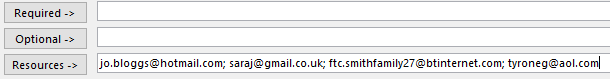 Required ->
Optional ->
Resources -> jo.bloggs@hotmail.com; saraj@gmail.co.uk; ftc.smithfamily27@btinternet.com; tyroneg@aol.com